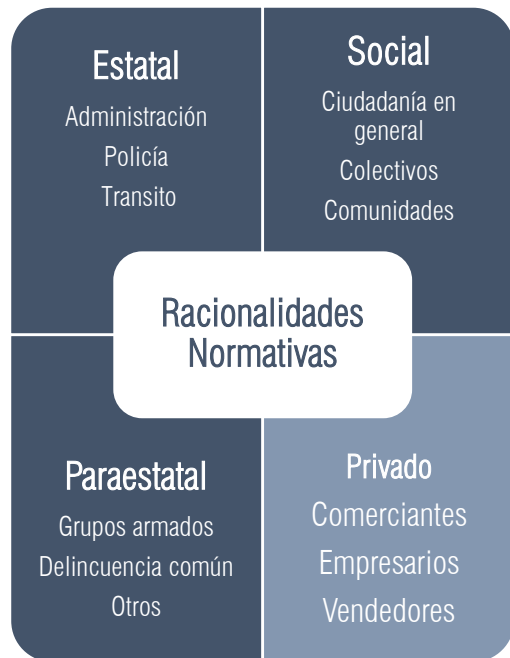 Estatal
Administración
Policía
Transito
Social
Ciudadanía en
general
Colectivos
Comunidades
Racionalidades
Normativas
Paraestatal
Grupos armados
Delincuencia común
Otros
Privado
Comerciantes
Empresarios
Vendedores